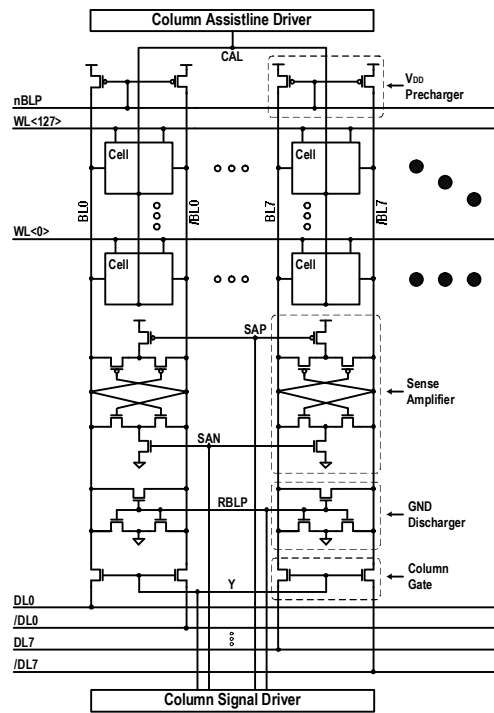 Column Assistline Driver
CAL
VDD
Precharger
nBLP
WL<127>
Cell
Cell
BL0
/BL0
BL7
/BL7
WL<0>
Cell
Cell
SAP
Sense
Amplifier
SAN
RBLP
GND
Discharger
Column
Gate
Y
DL0
/DL0
DL7
/DL7
Column Signal Driver